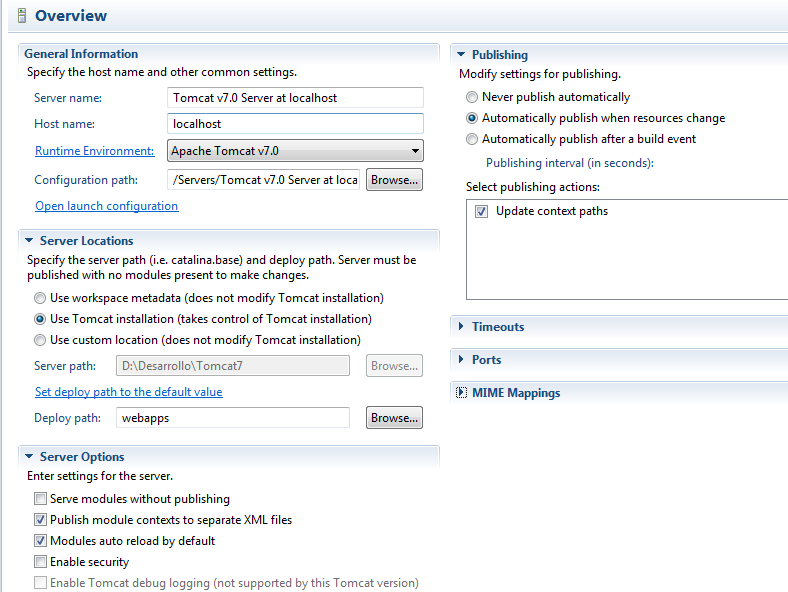 Overview
General Information
Specify the host name and other common settings.
Server name: Tomcat v7.0 Server at localhost
Host name: localhost
Runtime Environment: Apache Tomcat v7.0
Configuration path: /Servers/Tomcat v7.0 Server at loca Browse...
Open launch configuration
Server Locations
Specify the server path (i.e. catalina.base) and deploy path. Server must be
published with no modules present to make changes.
Use workspace metadata (does not modify Tomcat installation)
Use Tomcat installation (takes control of Tomcat installation)
Use custom location (does not modify Tomcat installation)
Server path: D:\Desarrollo\Tomcat7 Browse...
Set deploy path to the default value
Deploy path: webapps Browse...
Server Options
Enter settings for the server.
Serve modules without publishing
Publish module contexts to separate XML files
Modules auto reload by default
Enable security
Enable Tomcat debug logging (not supported by this Tomcat version)
Publishing
Modify settings for publishing.
Never publish automatically
Automatically publish when resources change
Automatically publish after a build event
Publishing interval (in seconds):
Select publishing actions:
Update context paths
Timeouts
Ports
MIME Mappings